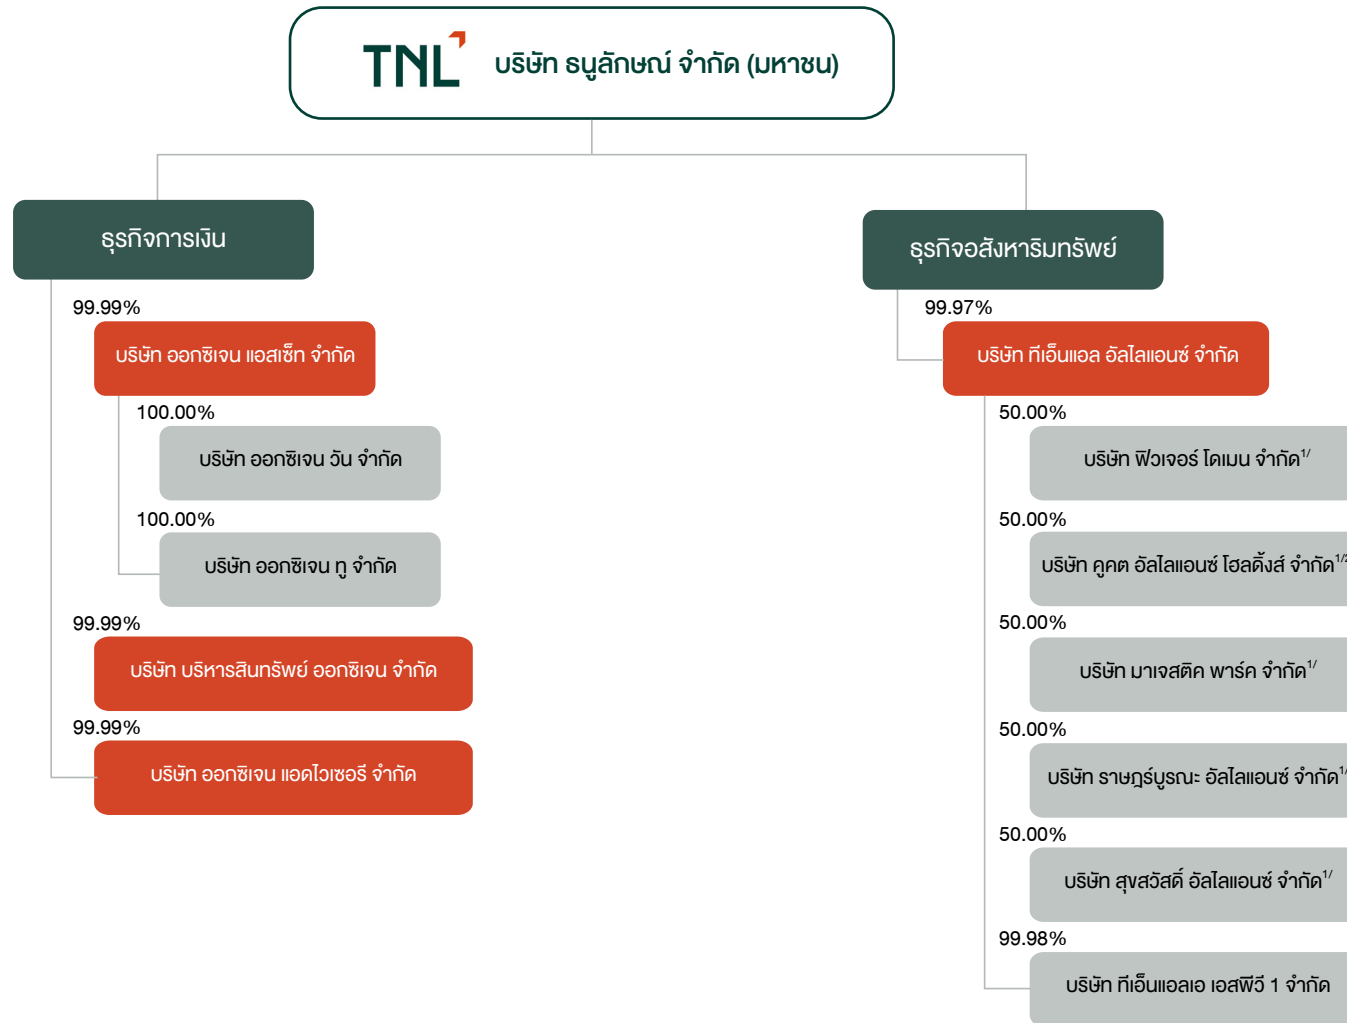 TNL บริษัท ธนูลักษณ์ จำกัด (มหาชน)
ธุรกิจการเงิน
99.99%
บริษัท ออกซิเจน แอสเซ็ท จำกัด
100.00%
บริษัท ออกซิเจน วัน จำกัด
100.00%
บริษัท ออกซิเจน ทู จำกัด
99.99%
บริษัท บริหารสินทรัพย์ ออกซิเจน จำกัด
99.99%
บริษัท ออกซิเจน แอดไวเซอรี จำกัด
ธุรกิจอสังหาริมทรัพย์
99.97%
บริษัท ทีเอ็นแอล อัลไลแอนซ์ จำกัด
50.00%
บริษัท ฟิวเจอร์ โดเมน จำกัด1/
50.00%
บริษัท คูคต อัลไลแอนซ์ โฮลดิ้งส์ จำกัด1/2
50.00%
บริษัท มาเจสติค พาร์ค จำกัด1/
50.00%
บริษัท ราษฎร์บูรณะ อัลไลแอนซ์ จำกัด1/
50.00%
บริษัท สุขสวัสดิ์ อัลไลแอนซ์ จำกัด1/
99.98%
บริษัท ทีเอ็นแอลเอ เอสพีวี 1 จำกัด